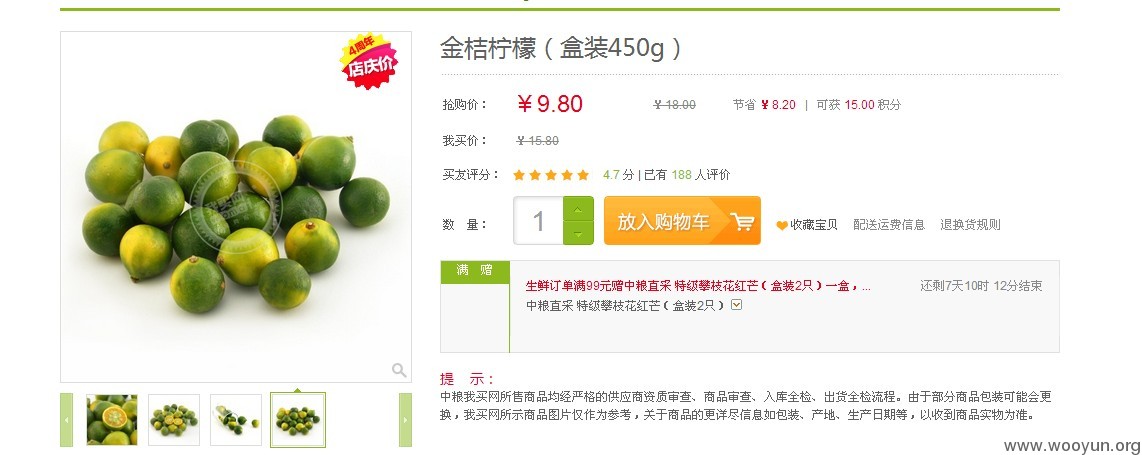 4周年
店庆价
金桔柠檬（盒装450g）
抢购价： ￥9.80 ￥18.00 节省 ￥8.20 | 可获 15.00 积分
我买价： ￥15.80
买友评分： 4.7 分 | 已有 188 人评价
数 量： 1 放入购物车 收藏宝贝 配送运费信息 退换货规则
满 赠
生鲜订单满99元赠中粮直采 特级攀枝花红芒（盒装2只）一盒，... 还剩7天10时 12分结束
中粮直采 特级攀枝花红芒（盒装2只）
提 示：
中粮我买网所售商品均经严格的供应商资质审查、商品审查、入库全检、出货全检流程。由于部分商品包装可能会更
换，我买网所示商品图片仅作为参考，关于商品的更详尽信息如包装、产地、生产日期等，以收到商品实物为准。
www.wooyun.org